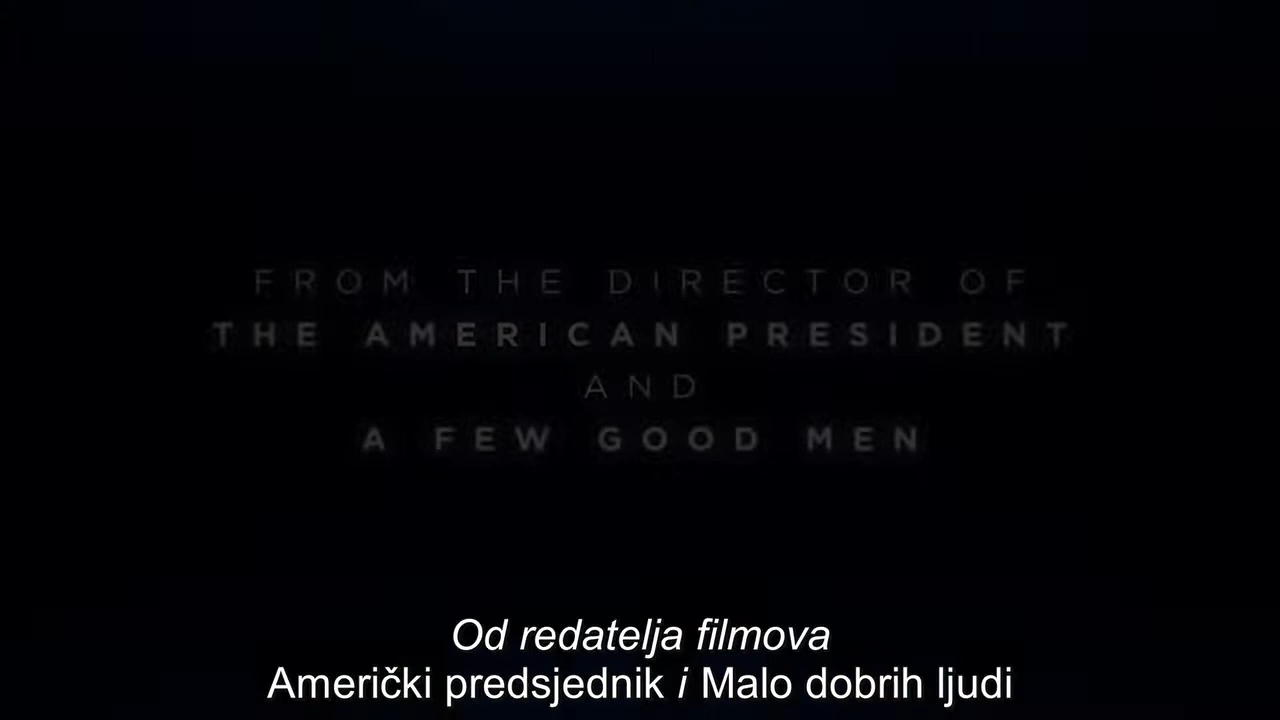 FROM THE DIRECTOR OF
THE AMERICAN PRESIDENT
AND
A FEW GOOD MEN
Od redatelja filmova
Američki predsjednik i Malo dobrih ljudi